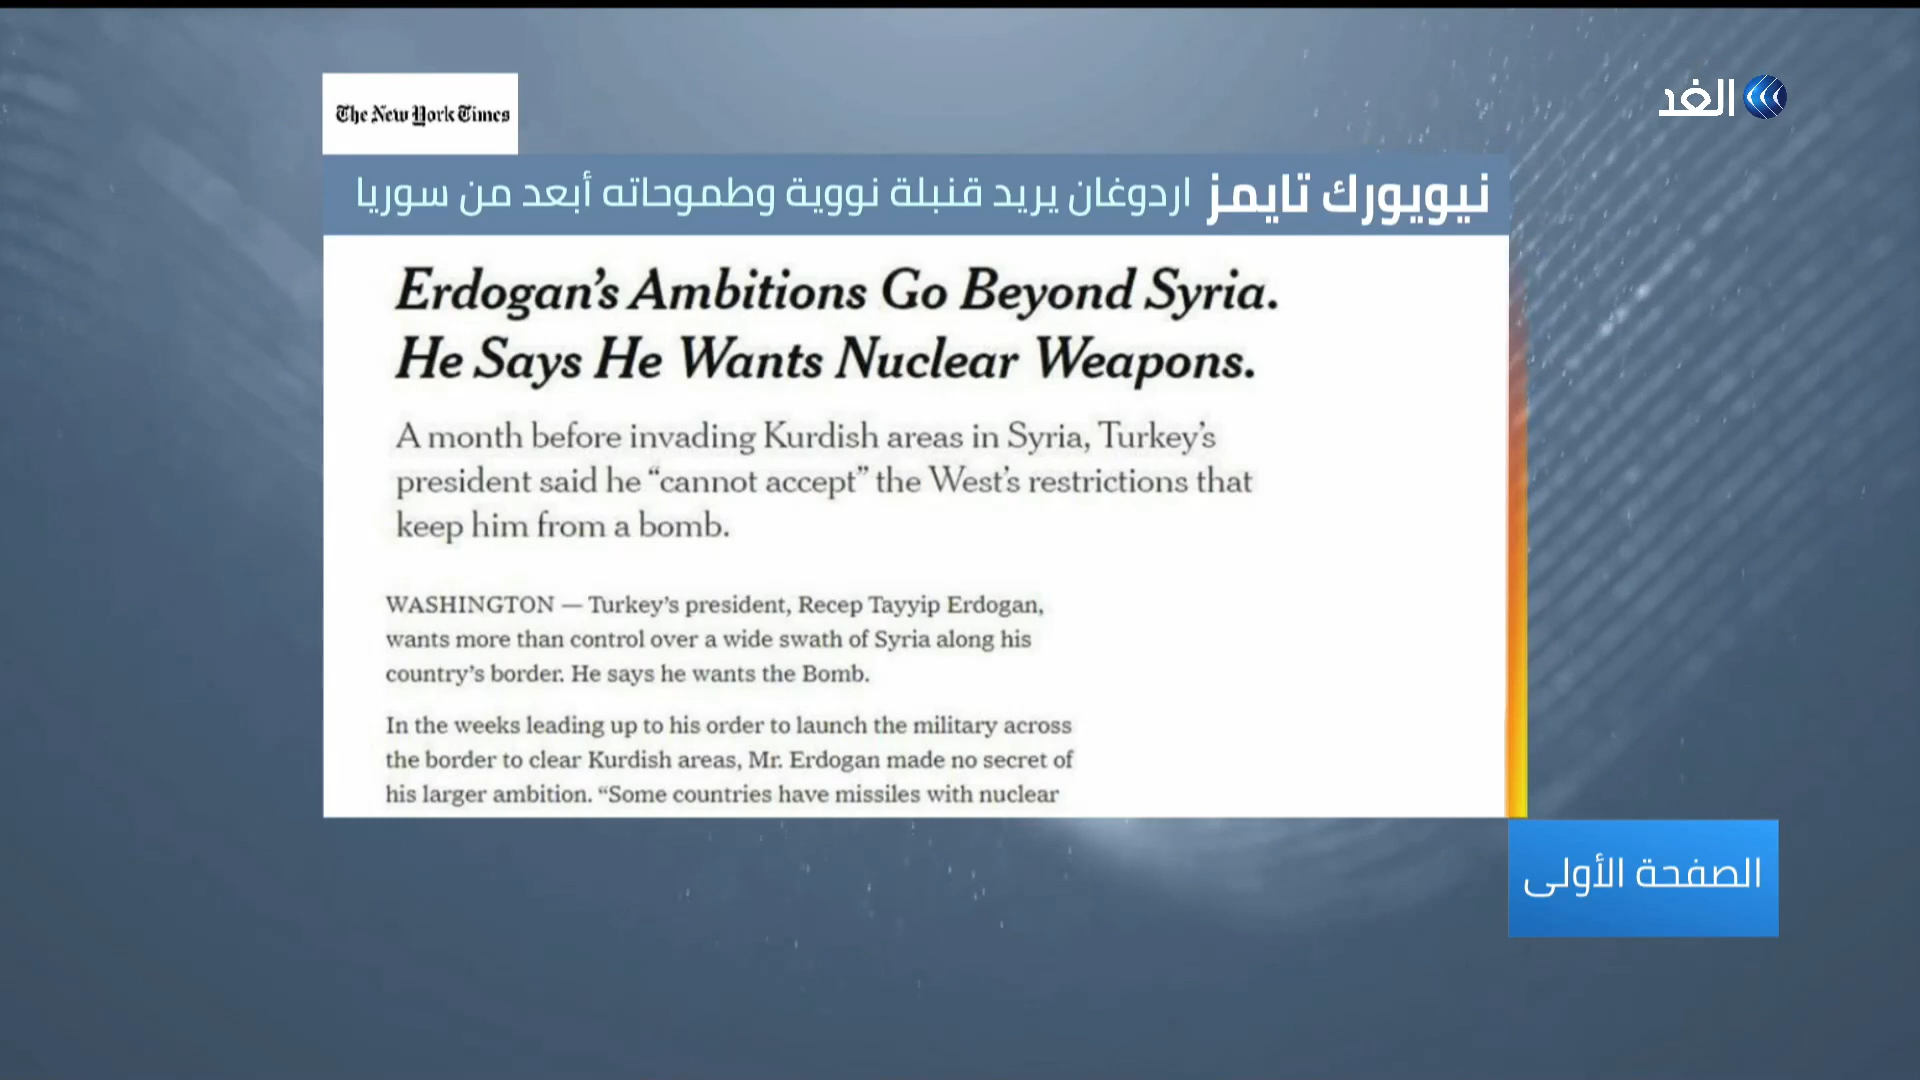 The New York Times
الغد
نيويورك تايمز اردوغان يريد قنبلة نووية وطموحاته أبعد من سوريا
Erdogan’s Ambitions Go Beyond Syria.
He Says He Wants Nuclear Weapons.
A month before invading Kurdish areas in Syria, Turkey’s
president said he “cannot accept” the West’s restrictions that
keep him from a bomb.
WASHINGTON — Turkey’s president, Recep Tayyip Erdogan,
wants more than control over a wide swath of Syria along his
country’s border. He says he wants the Bomb.
In the weeks leading up to his order to launch the military across
the border to clear Kurdish areas, Mr. Erdogan made no secret of
his larger ambition. “Some countries have missiles with nuclear
الصفحة الأولى